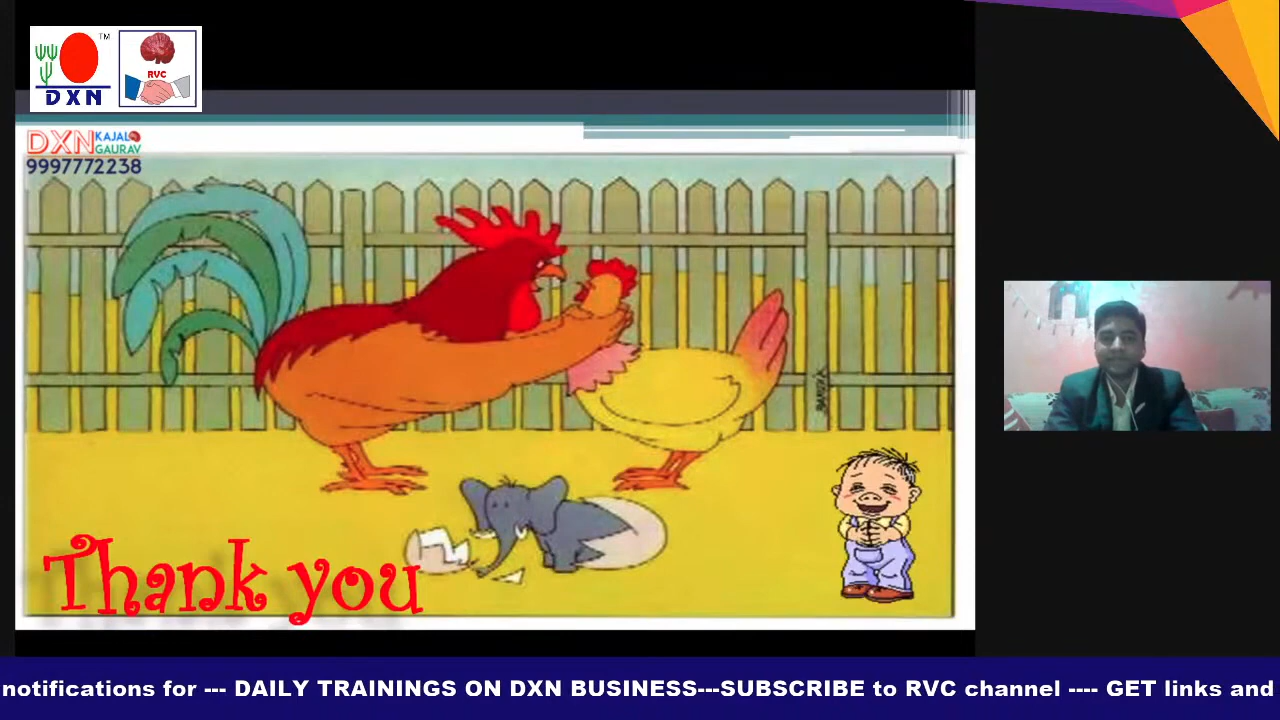 TM
DXN
RVC
DXN KAJAL
GAURAV
9997772238
Thank you
notifications for --- DAILY TRAININGS ON DXN BUSINESS---SUBSCRIBE to RVC channel ---- GET links and